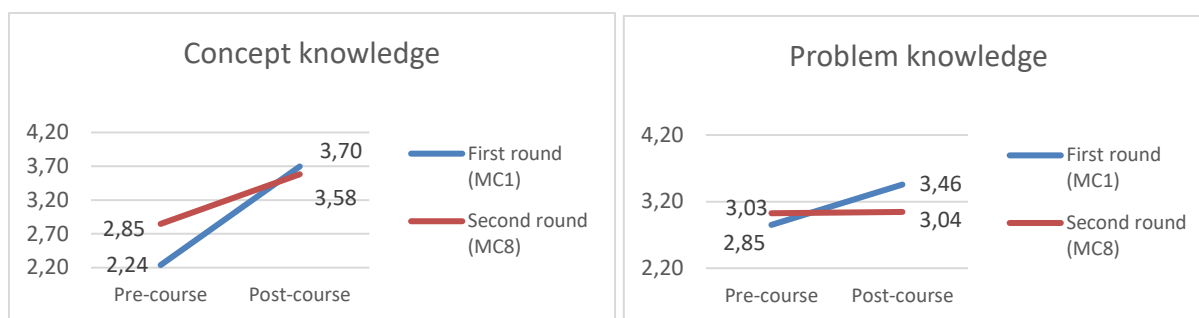 Concept knowledge
4,20
3,70
3,20
2,70
2,20
3,70
3,58
2,85
2,24
Pre-course
Post-course
First round
(MC1)
Second round
(MC8)
Problem knowledge
4,20
3,20
2,20
3,03
2,85
3,46
3,04
Pre-course
Post-course
First round
(MC1)
Second round
(MC8)